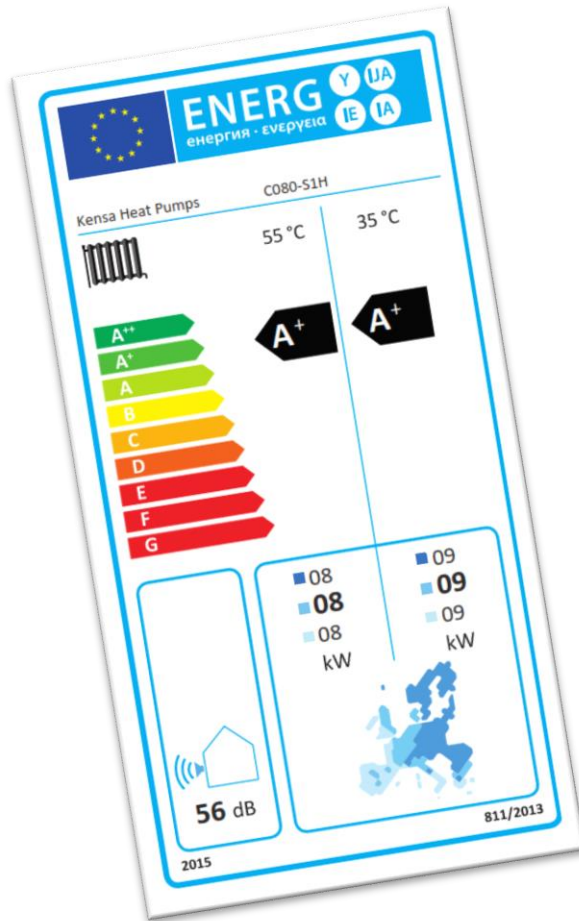 ENERG Y IJA
енергия · ενεργεια IE IA
Kensa Heat Pumps C080-S1H
55 °C 35 °C
A++
A+
A
B
C
D
E
F
G
A+ A+
08 09
08 09
08 09
kW kW
56 dB
2015 811/2013